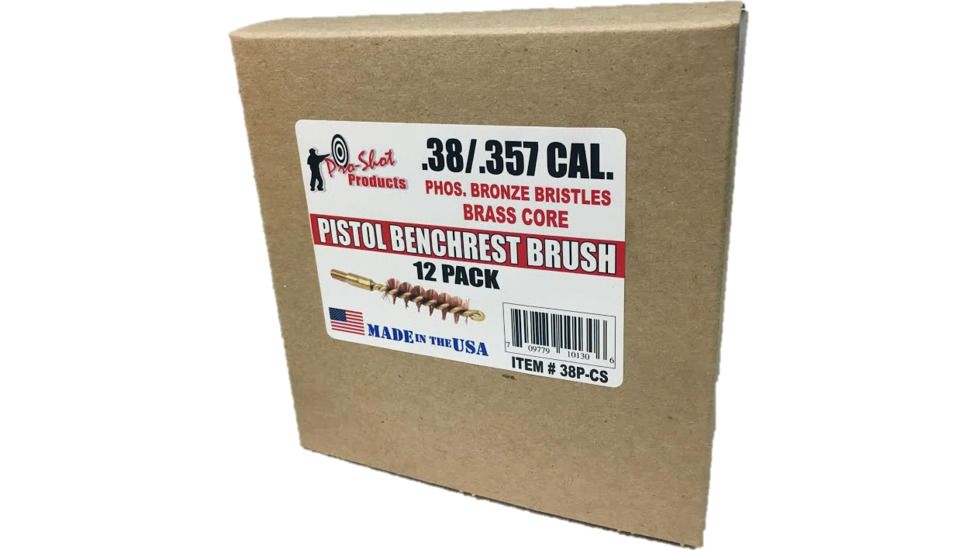 Pro-Shot
Products
.38/.357 CAL.
PHOS. BRONZE BRISTLES
BRASS CORE
PISTOL BENCHREST BRUSH
12 PACK
MADE IN THE USA
7 09779 10130 6
ITEM # 38P-CS